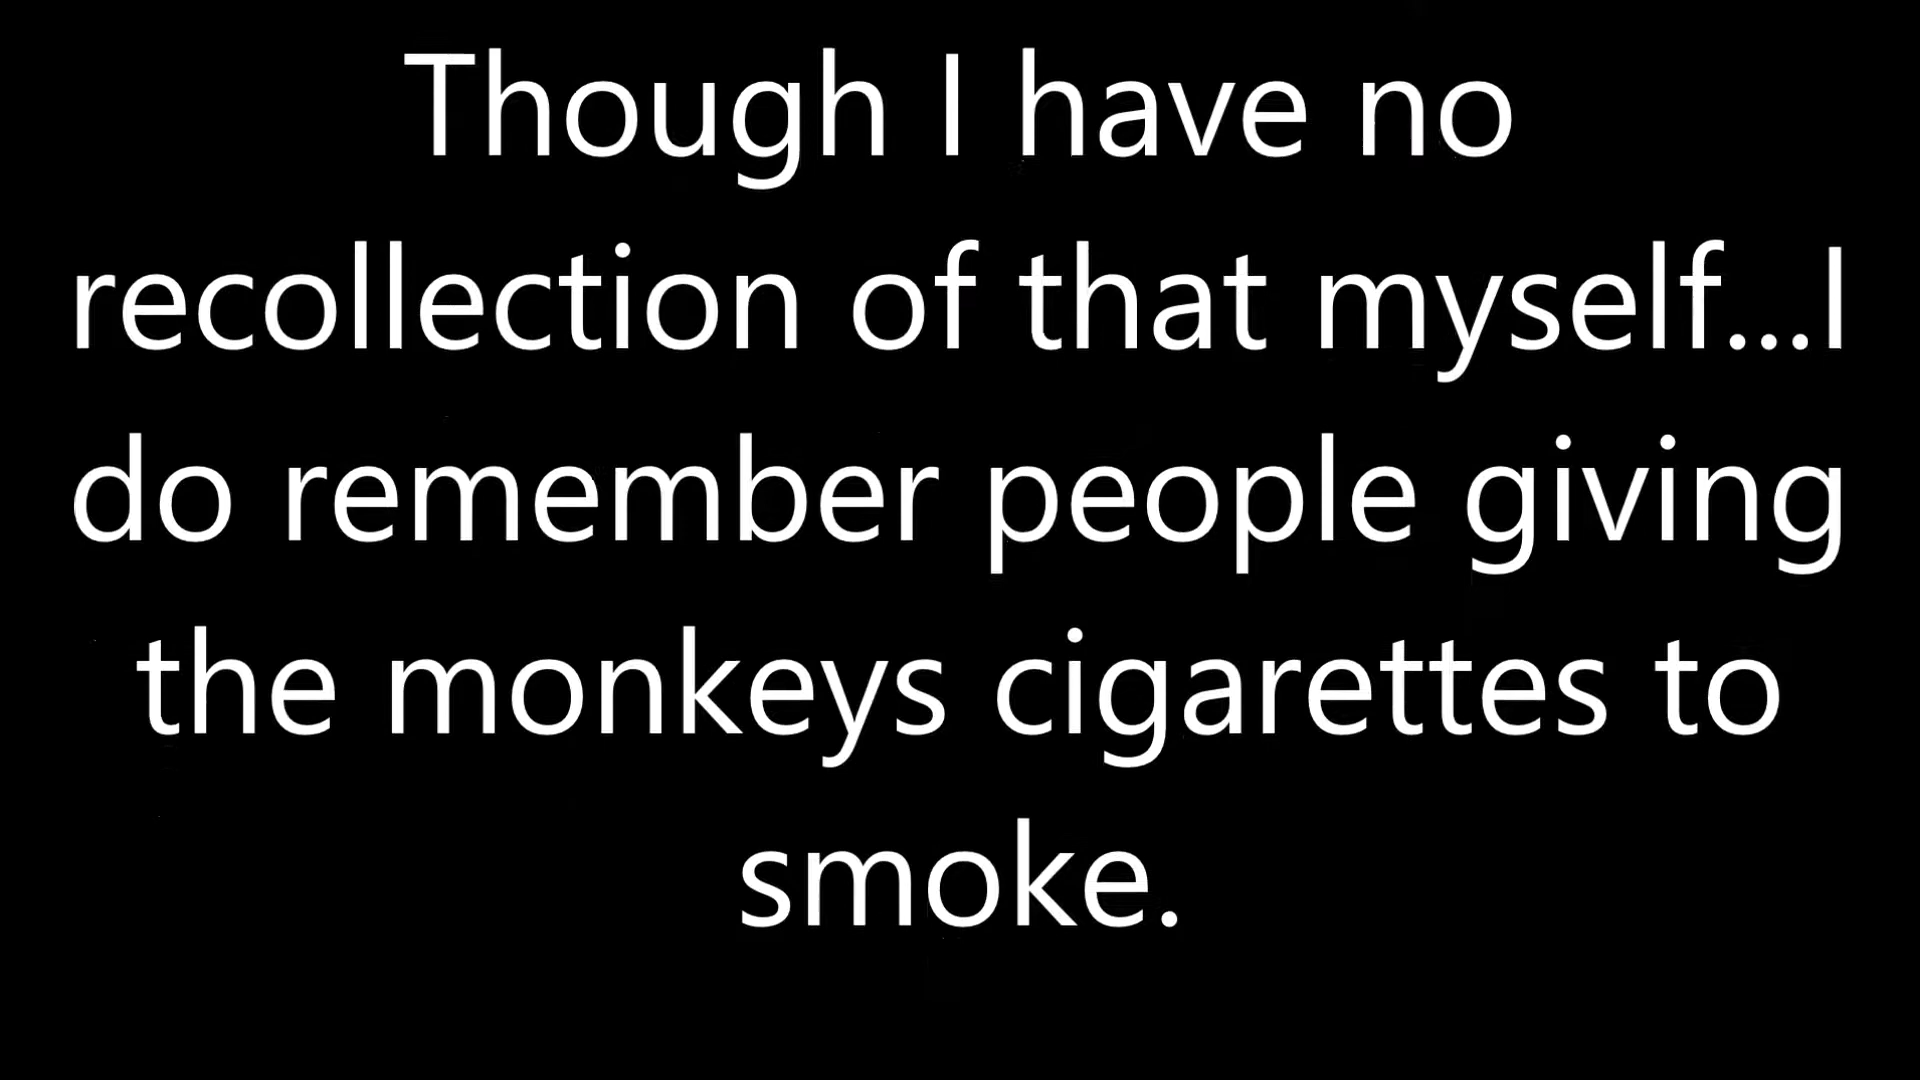 Though I have no
recollection of that myself...I
do remember people giving
the monkeys cigarettes to
smoke.